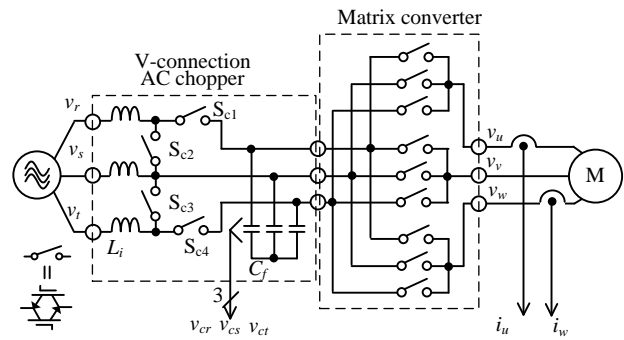 Matrix converter
V-connection
AC chopper
v_r
S_c1
v_s
S_c2
v_t
S_c3
S_c4
L_i
C_f
3
v_cr v_cs v_ct
v_u
v_v
v_w
M
i_u
i_w